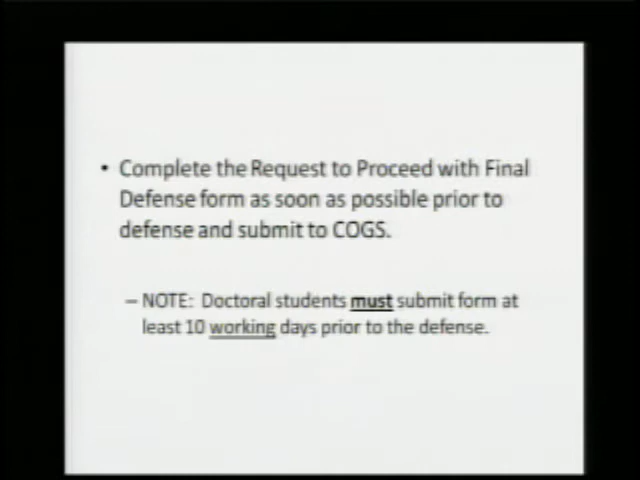 • Complete the Request to Proceed with Final
Defense form as soon as possible prior to
defense and submit to COGS.
– NOTE: Doctoral students must submit form at
least 10 working days prior to the defense.